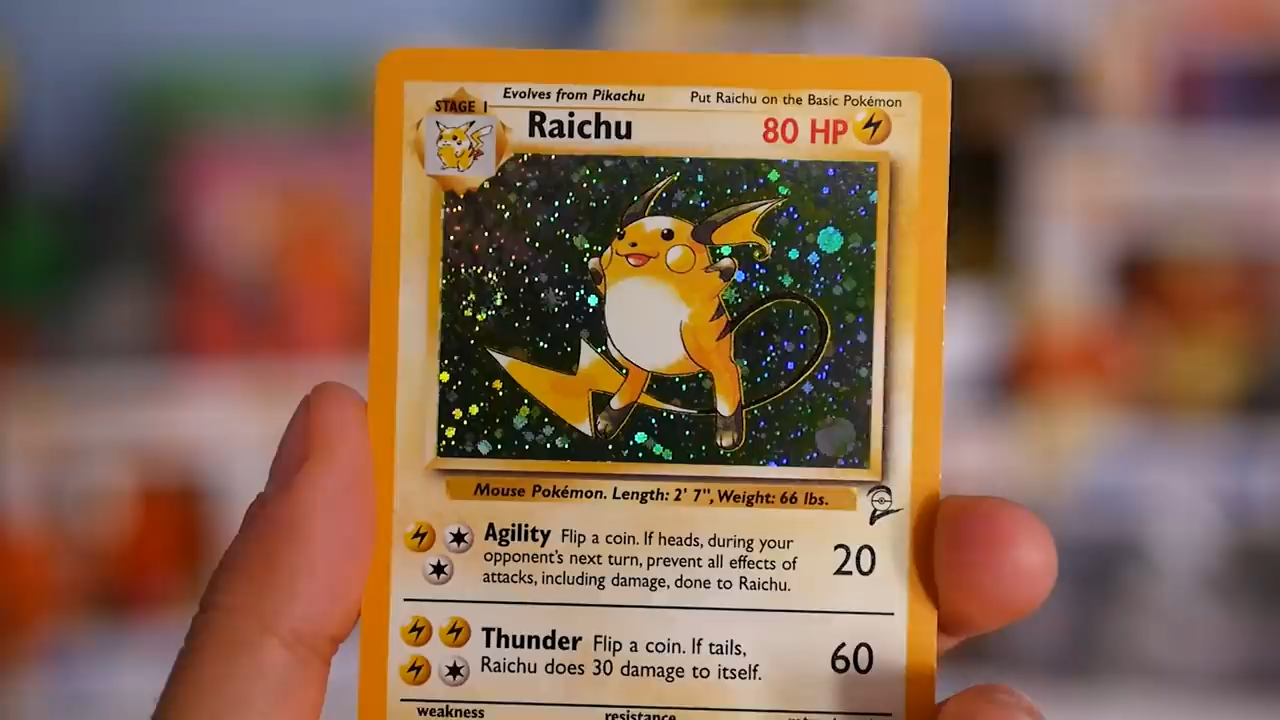 Evolves from Pikachu
Put Raichu on the Basic Pokémon
STAGE 1
Raichu
80 HP
Mouse Pokémon. Length: 2' 7", Weight: 66 lbs.
Agility Flip a coin. If heads, during your
opponent's next turn, prevent all effects of
attacks, including damage, done to Raichu.
20
Thunder Flip a coin. If tails,
Raichu does 30 damage to itself.
60
weakness
resistance